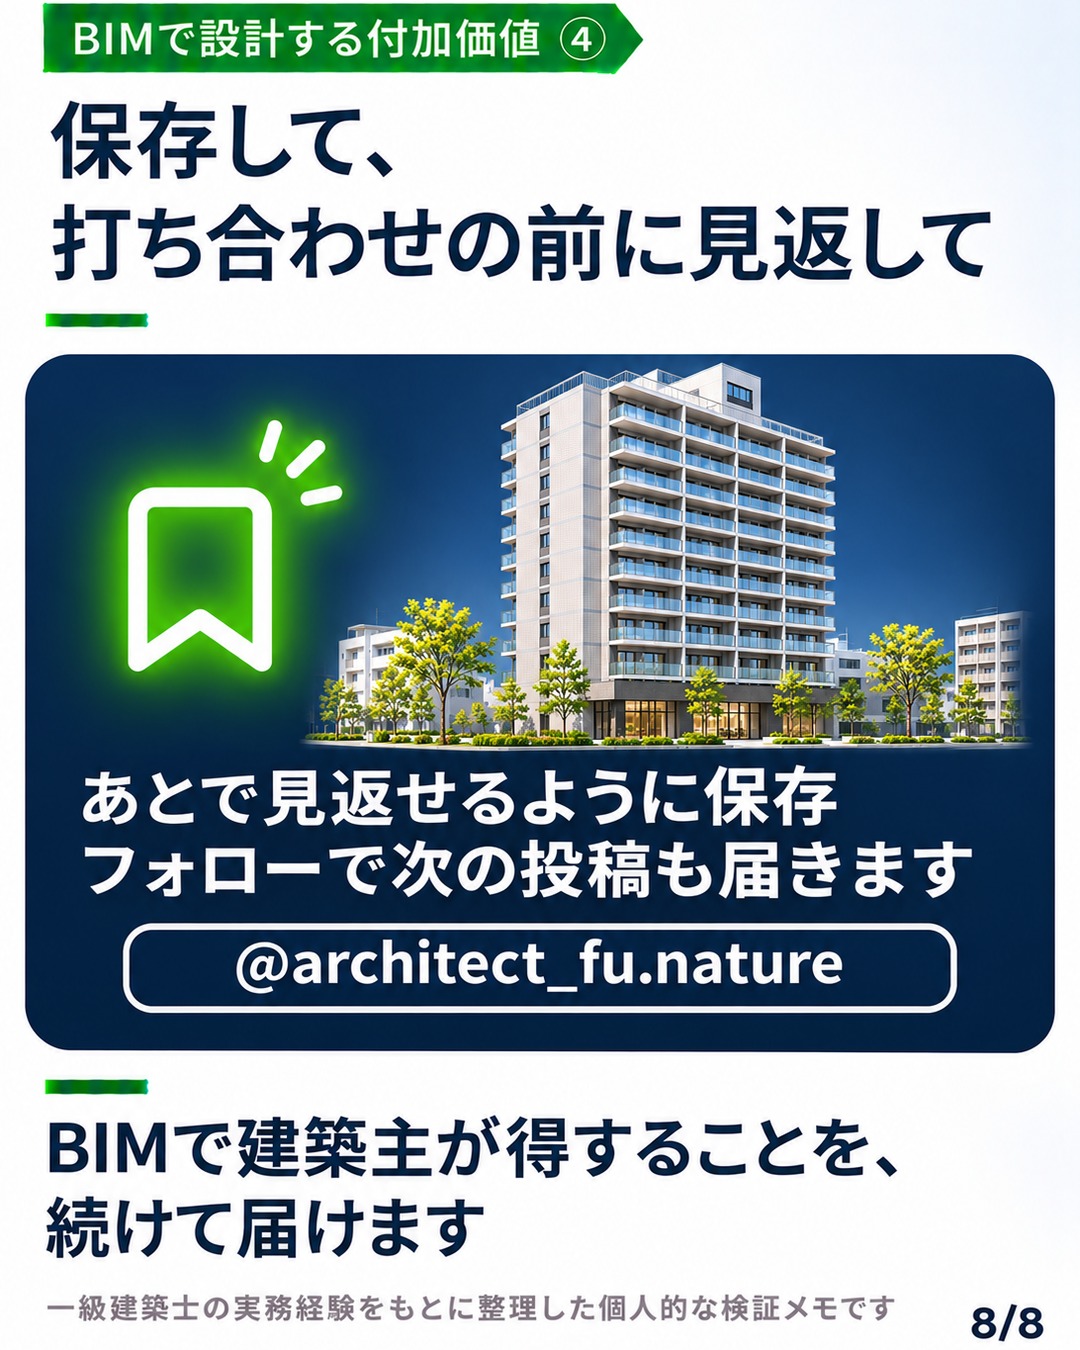 BIMで設計する付加価値 ④
保存して、
打ち合わせの前に見返して
あとで見返せるように保存
フォローで次の投稿も届きます
@architect_fu.nature
BIMで建築主が得することを、
続けて届けます
一級建築士の実務経験をもとに整理した個人的な検証メモです
8/8